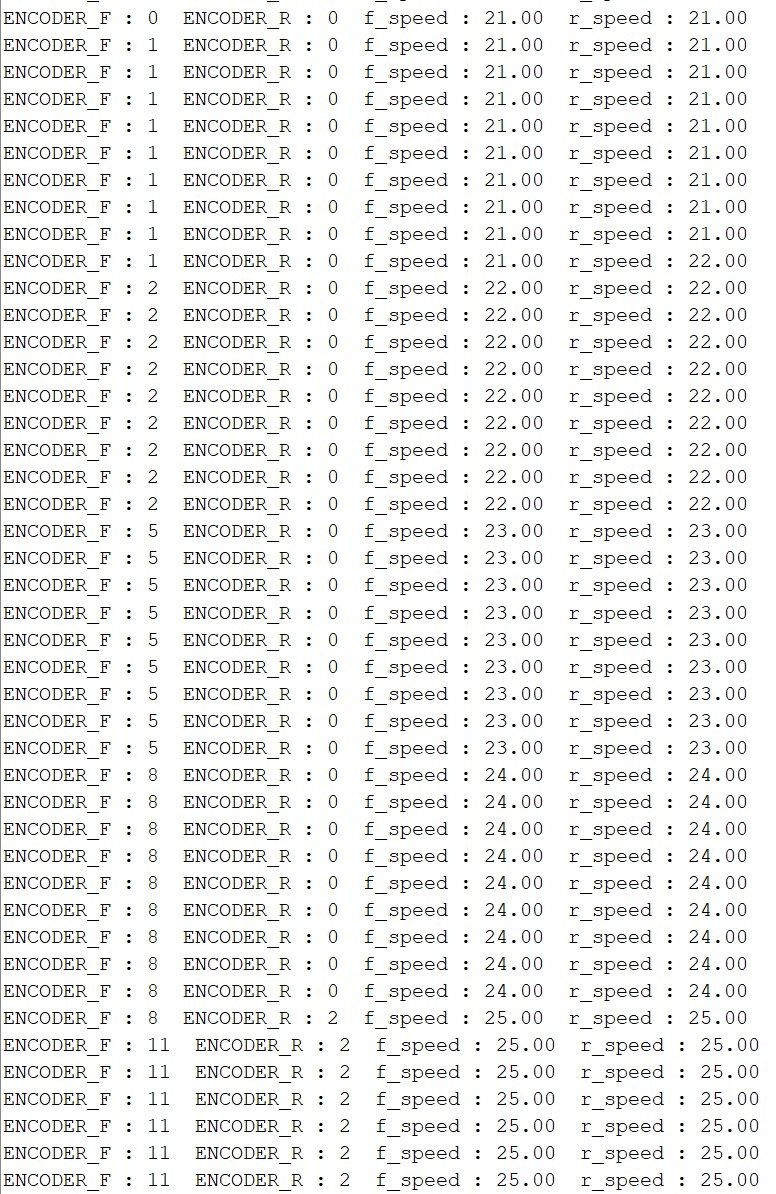 ENCODER_F : 0  ENCODER_R : 0  f_speed : 21.00  r_speed : 21.00
ENCODER_F : 1  ENCODER_R : 0  f_speed : 21.00  r_speed : 21.00
ENCODER_F : 1  ENCODER_R : 0  f_speed : 21.00  r_speed : 21.00
ENCODER_F : 1  ENCODER_R : 0  f_speed : 21.00  r_speed : 21.00
ENCODER_F : 1  ENCODER_R : 0  f_speed : 21.00  r_speed : 21.00
ENCODER_F : 1  ENCODER_R : 0  f_speed : 21.00  r_speed : 21.00
ENCODER_F : 1  ENCODER_R : 0  f_speed : 21.00  r_speed : 21.00
ENCODER_F : 1  ENCODER_R : 0  f_speed : 21.00  r_speed : 21.00
ENCODER_F : 1  ENCODER_R : 0  f_speed : 21.00  r_speed : 21.00
ENCODER_F : 1  ENCODER_R : 0  f_speed : 21.00  r_speed : 22.00
ENCODER_F : 2  ENCODER_R : 0  f_speed : 22.00  r_speed : 22.00
ENCODER_F : 2  ENCODER_R : 0  f_speed : 22.00  r_speed : 22.00
ENCODER_F : 2  ENCODER_R : 0  f_speed : 22.00  r_speed : 22.00
ENCODER_F : 2  ENCODER_R : 0  f_speed : 22.00  r_speed : 22.00
ENCODER_F : 2  ENCODER_R : 0  f_speed : 22.00  r_speed : 22.00
ENCODER_F : 2  ENCODER_R : 0  f_speed : 22.00  r_speed : 22.00
ENCODER_F : 2  ENCODER_R : 0  f_speed : 22.00  r_speed : 22.00
ENCODER_F : 2  ENCODER_R : 0  f_speed : 22.00  r_speed : 22.00
ENCODER_F : 2  ENCODER_R : 0  f_speed : 22.00  r_speed : 22.00
ENCODER_F : 5  ENCODER_R : 0  f_speed : 23.00  r_speed : 23.00
ENCODER_F : 5  ENCODER_R : 0  f_speed : 23.00  r_speed : 23.00
ENCODER_F : 5  ENCODER_R : 0  f_speed : 23.00  r_speed : 23.00
ENCODER_F : 5  ENCODER_R : 0  f_speed : 23.00  r_speed : 23.00
ENCODER_F : 5  ENCODER_R : 0  f_speed : 23.00  r_speed : 23.00
ENCODER_F : 5  ENCODER_R : 0  f_speed : 23.00  r_speed : 23.00
ENCODER_F : 5  ENCODER_R : 0  f_speed : 23.00  r_speed : 23.00
ENCODER_F : 5  ENCODER_R : 0  f_speed : 23.00  r_speed : 23.00
ENCODER_F : 5  ENCODER_R : 0  f_speed : 23.00  r_speed : 23.00
ENCODER_F : 8  ENCODER_R : 0  f_speed : 24.00  r_speed : 24.00
ENCODER_F : 8  ENCODER_R : 0  f_speed : 24.00  r_speed : 24.00
ENCODER_F : 8  ENCODER_R : 0  f_speed : 24.00  r_speed : 24.00
ENCODER_F : 8  ENCODER_R : 0  f_speed : 24.00  r_speed : 24.00
ENCODER_F : 8  ENCODER_R : 0  f_speed : 24.00  r_speed : 24.00
ENCODER_F : 8  ENCODER_R : 0  f_speed : 24.00  r_speed : 24.00
ENCODER_F : 8  ENCODER_R : 0  f_speed : 24.00  r_speed : 24.00
ENCODER_F : 8  ENCODER_R : 0  f_speed : 24.00  r_speed : 24.00
ENCODER_F : 8  ENCODER_R : 0  f_speed : 24.00  r_speed : 24.00
ENCODER_F : 8  ENCODER_R : 2  f_speed : 25.00  r_speed : 25.00
ENCODER_F : 11  ENCODER_R : 2  f_speed : 25.00  r_speed : 25.00
ENCODER_F : 11  ENCODER_R : 2  f_speed : 25.00  r_speed : 25.00
ENCODER_F : 11  ENCODER_R : 2  f_speed : 25.00  r_speed : 25.00
ENCODER_F : 11  ENCODER_R : 2  f_speed : 25.00  r_speed : 25.00
ENCODER_F : 11  ENCODER_R : 2  f_speed : 25.00  r_speed : 25.00
ENCODER_F : 11  ENCODER_R : 2  f_speed : 25.00  r_speed : 25.00